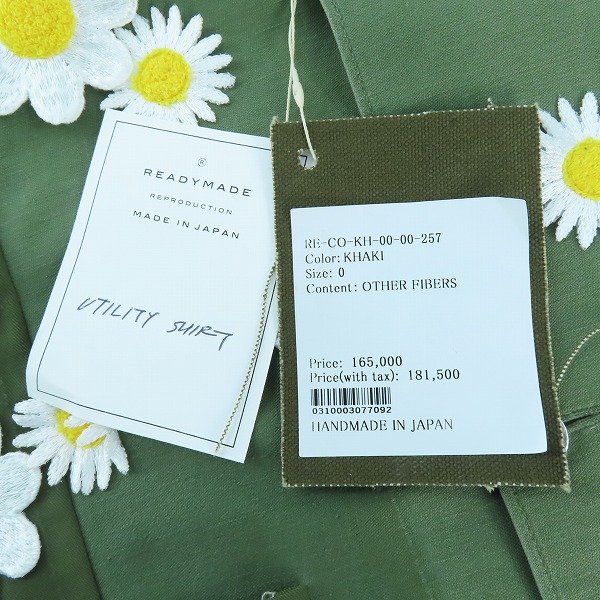 ®
READYMADE
REPRODUCTION
MADE IN JAPAN
UTILITY SHIRT
RE-CO-KH-00-00-257
Color: KHAKI
Size: 0
Content: OTHER FIBERS
Price: 165,000
Price(with tax): 181,500
0310003077092
HANDMADE IN JAPAN